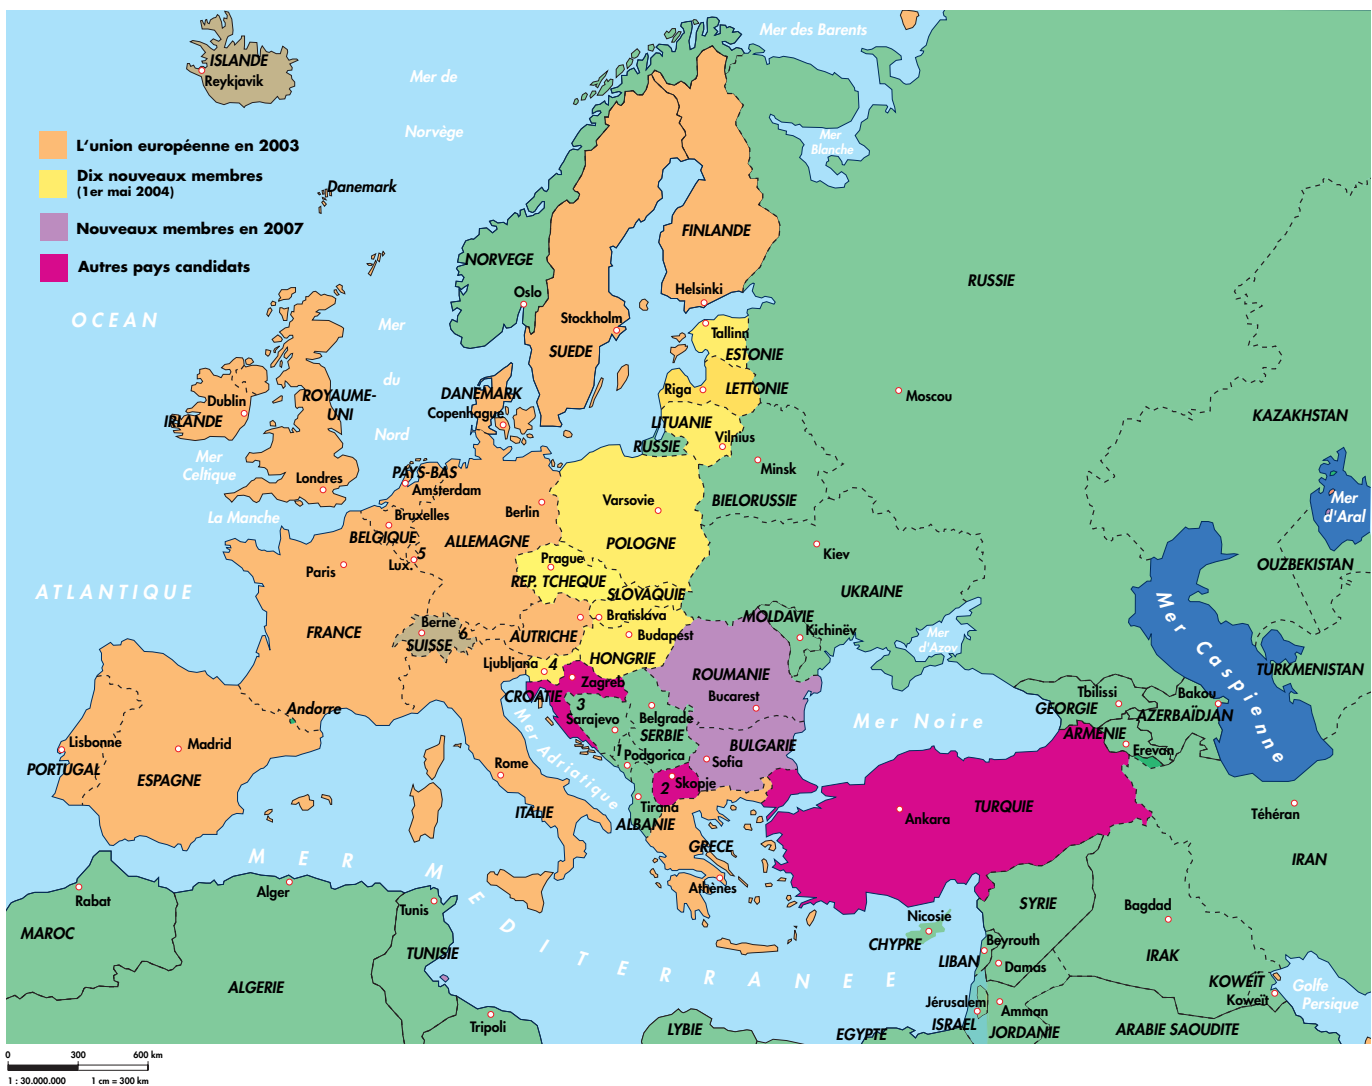 Mer des Barents
ISLANDE
Reykjavik
Mer de
Norvège
Mer
Blanche
L'union européenne en 2003
Dix nouveaux membres
(1er mai 2004)
Nouveaux membres en 2007
Autres pays candidats
Danemark
FINLANDE
NORVEGE
RUSSIE
Helsinki
Oslo
Stockholm
OCEAN
Mer
du
Nord
SUEDE
Tallinn
ESTONIE
DANEMARK
Copenhague
Riga
LETTONIE
Moscou
ROYAUME-
UNI
Dublin
IRLANDE
LITUANIE
Vilnius
RUSSIE
KAZAKHSTAN
Mer
Celtique
Minsk
PAYS-BAS
Amsterdam
Londres
Berlin
Varsovie
BIELORUSSIE
Mer
d'Aral
La Manche
Bruxelles
BELGIQUE
ALLEMAGNE
POLOGNE
5
Lux.
Paris
Prague
REP. TCHEQUE
Kiev
OUZBEKISTAN
ATLANTIQUE
SLOVAQUIE
UKRAINE
Bratislava
MOLDAVIE
Kichinëv
Mer
d'Azov
Mer Caspienne
FRANCE
Berne
SUISSE
6
AUTRICHE
Budapest
HONGRIE
Ljubljana
4
ROUMANIE
TURKMENISTAN
Zagreb
CROATIE
3
Bucarest
Tbilissi
GEORGIE
Bakou
AZERBAÏDJAN
Andorre
Sarajevo
Belgrade
SERBIE
Mer Noire
ARMENIE
Erevan
Mer Adriatique
Lisbonne
PORTUGAL
Madrid
ESPAGNE
1
Podgorica
BULGARIE
Sofia
Rome
2
Skopje
Tirana
ALBANIE
ITALIE
TURQUIE
Ankara
Téhéran
IRAN
GRECE
Athènes
MER MEDITERRANEE
Rabat
Alger
Tunis
MAROC
TUNISIE
ALGERIE
Tripoli
LYBIE
Nicosie
CHYPRE
SYRIE
Bagdad
Beyrouth
LIBAN
Damas
IRAK
KOWEÏT
Koweït
Golfe
Persique
Jérusalem
ISRAEL
Amman
JORDANIE
EGYPTE
ARABIE SAOUDITE
0 300 600 km
1 : 30.000.000 1 cm = 300 km